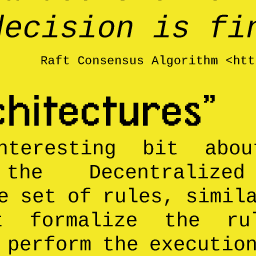 decision is fin
Raft Consensus Algorithm <htt
chitectures”
nteresting bit abou
the Decentralized
e set of rules, simila
formalize the rul
perform the execution